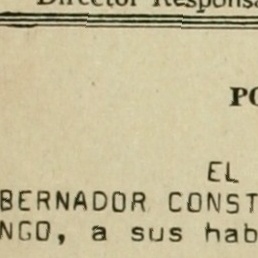 Director Responsa
PO
EL
BERNADOR CONST
NGO, a sus hab